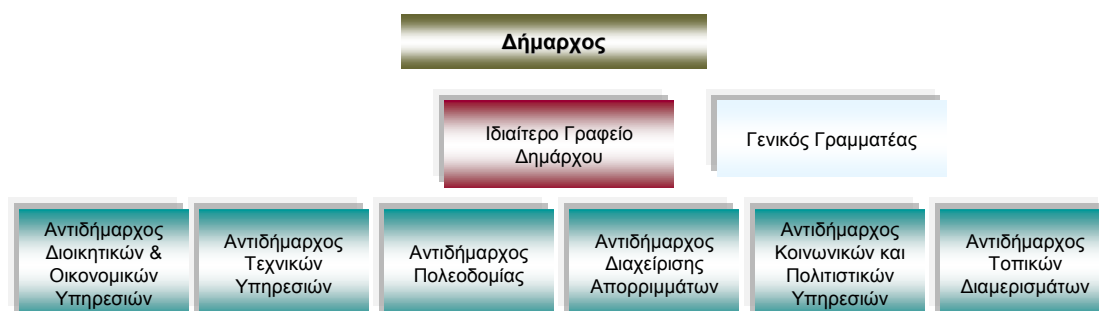 Δήμαρχος
Ιδιαίτερο Γραφείο
Δημάρχου
Γενικός Γραμματέας
Αντιδήμαρχος
Διοικητικών &
Οικονομικών
Υπηρεσιών
Αντιδήμαρχος
Τεχνικών
Υπηρεσιών
Αντιδήμαρχος
Πολεοδομίας
Αντιδήμαρχος
Διαχείρισης
Απορριμμάτων
Αντιδήμαρχος
Κοινωνικών και
Πολιτιστικών
Υπηρεσιών
Αντιδήμαρχος
Τοπικών
Διαμερισμάτων